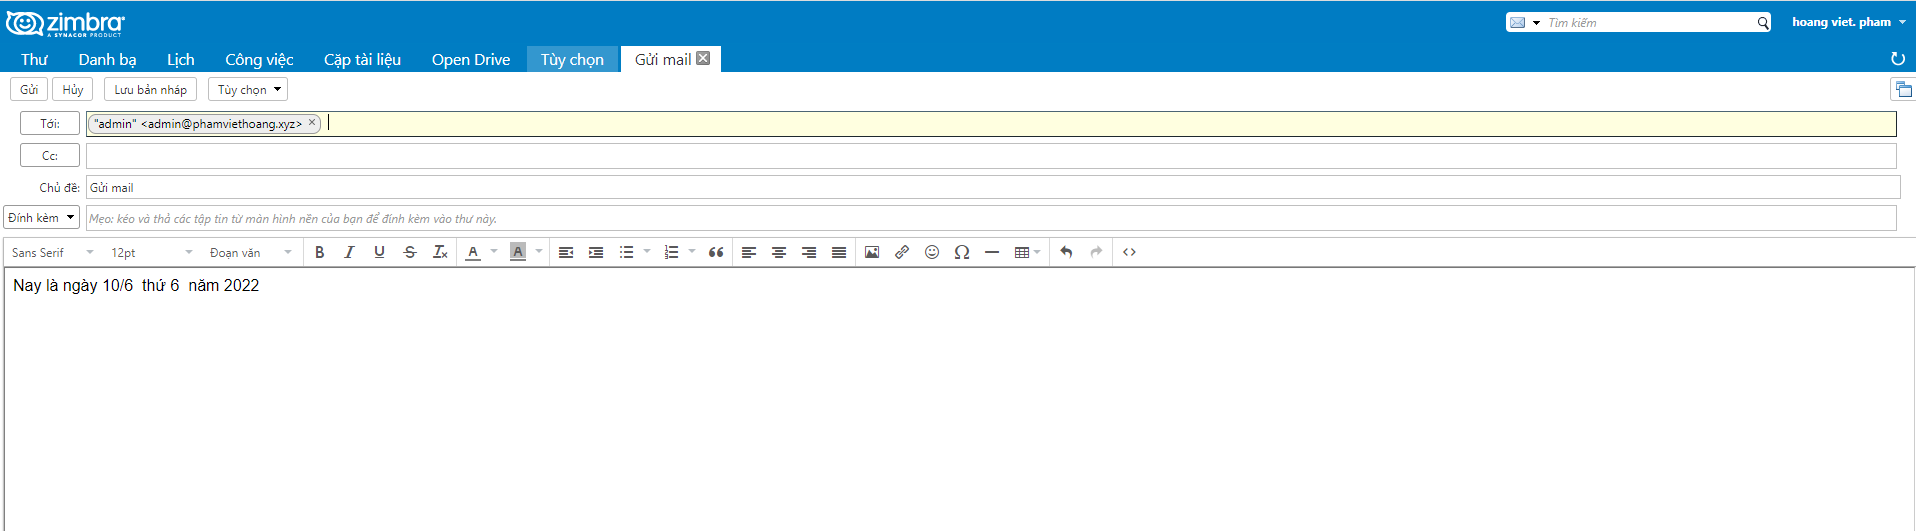 zimbra
A SYNACOR PRODUCT
Tìm kiếm
hoang viet. pham
Thư Danh bạ Lịch Công việc Cặp tài liệu Open Drive Tùy chọn Gửi mail
Gửi Hủy Lưu bản nháp Tùy chọn
Tới: "admin" <admin@phamviethoang.xyz> ×
Cc:
Chủ đề: Gửi mail
Đính kèm Mẹo: kéo và thả các tập tin từ màn hình nền của bạn để đính kèm vào thư này.
Sans Serif 12pt Đoạn văn B I U S Tx A A
Nay là ngày 10/6 thứ 6 năm 2022